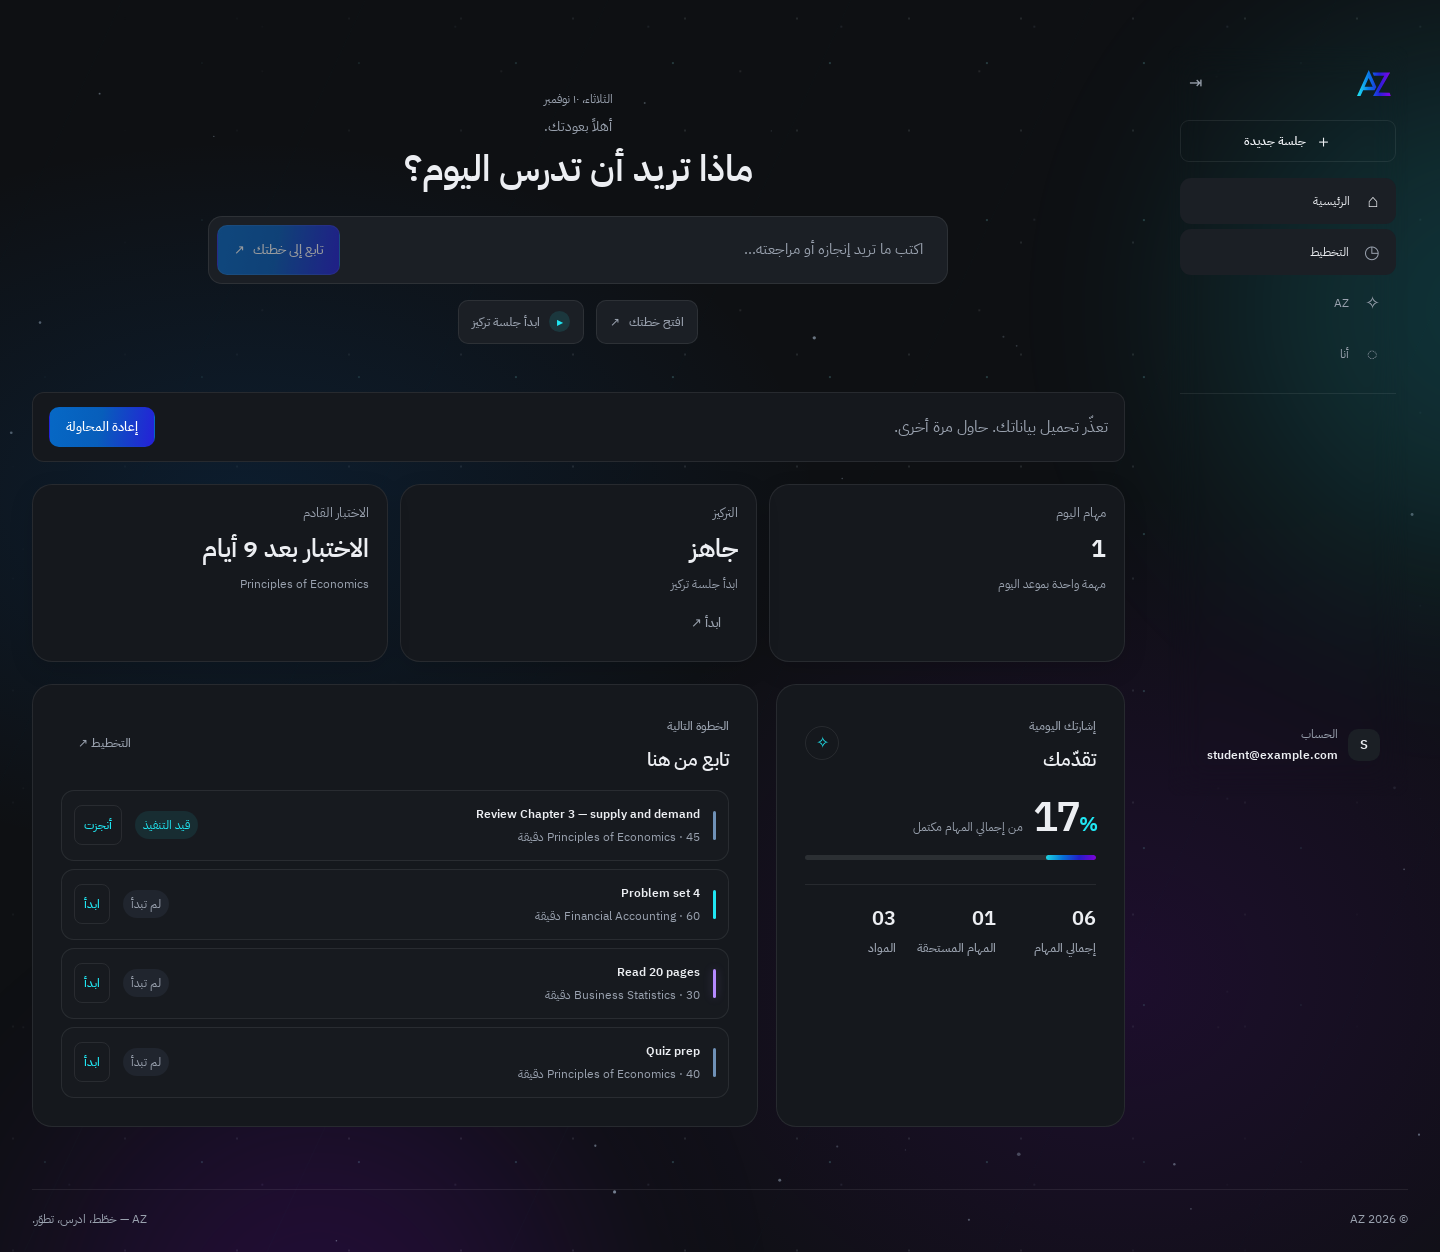 AZ
⇥
+ جلسة جديدة
الرئيسية
التخطيط
AZ
أنا
الحساب
student@example.com
S
الثلاثاء، ١٠ نوفمبر
أهلاً بعودتك.
ماذا تريد أن تدرس اليوم؟
اكتب ما تريد إنجازه أو مراجعته...
تابع إلى خطتك ↗
افتح خطتك ↗
ابدأ جلسة تركيز
تعذّر تحميل بياناتك. حاول مرة أخرى.
إعادة المحاولة
مهام اليوم
1
مهمة واحدة بموعد اليوم
التركيز
جاهز
ابدأ جلسة تركيز
ابدأ ↗
الاختبار القادم
الاختبار بعد 9 أيام
Principles of Economics
إشارتك اليومية
تقدّمك
17%
من إجمالي المهام مكتمل
06
إجمالي المهام
01
المهام المستحقة
03
المواد
الخطوة التالية
تابع من هنا
التخطيط ↗
Review Chapter 3 — supply and demand
Principles of Economics · 45 دقيقة
قيد التنفيذ
أنجزت
Problem set 4
Financial Accounting · 60 دقيقة
لم تبدأ
ابدأ
Read 20 pages
Business Statistics · 30 دقيقة
لم تبدأ
ابدأ
Quiz prep
Principles of Economics · 40 دقيقة
لم تبدأ
ابدأ
© 2026 AZ
AZ — خطّط، ادرس، تطوّر.